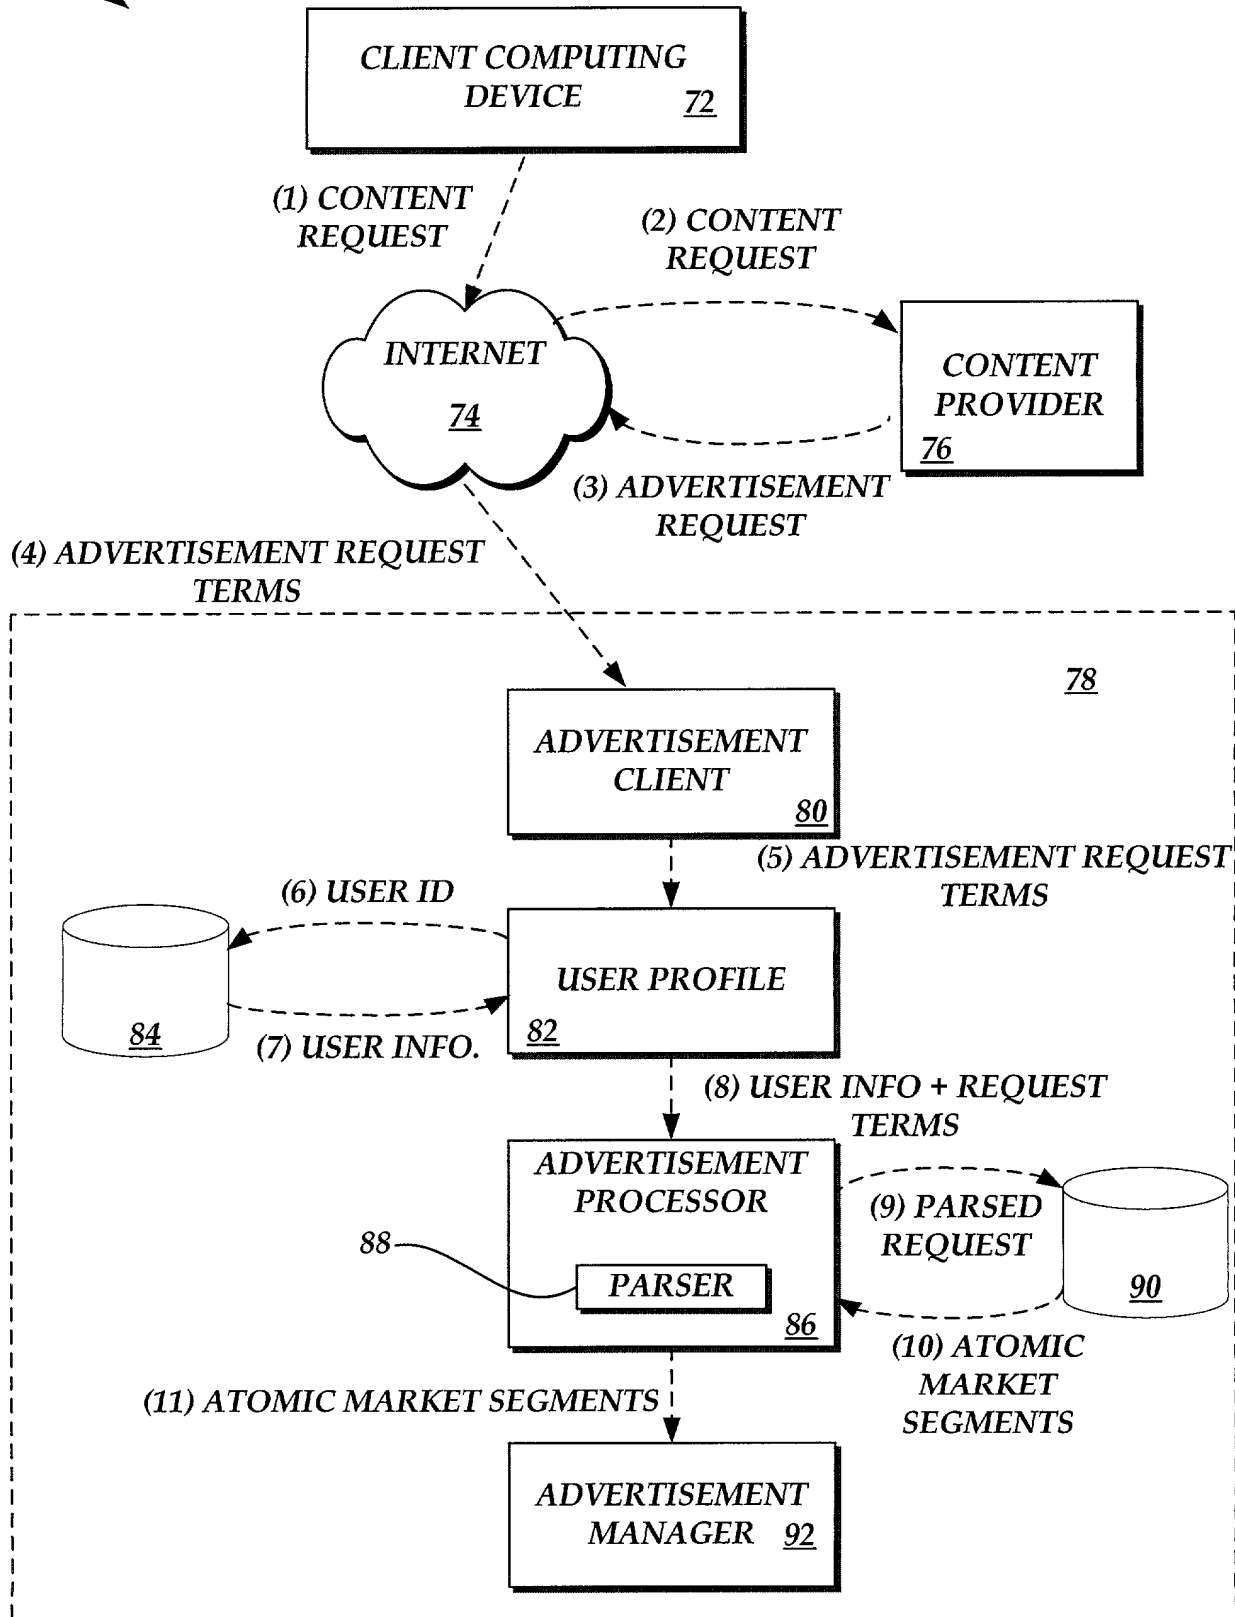 CLIENT COMPUTING
DEVICE
72
(1) CONTENT
REQUEST
(2) CONTENT
REQUEST
INTERNET
74
CONTENT
PROVIDER
76
(3) ADVERTISEMENT
REQUEST
(4) ADVERTISEMENT REQUEST
TERMS
78
ADVERTISEMENT
CLIENT
80
(5) ADVERTISEMENT REQUEST
TERMS
(6) USER ID
84
USER PROFILE
82
(7) USER INFO.
(8) USER INFO + REQUEST
TERMS
ADVERTISEMENT
PROCESSOR
88
PARSER
86
(9) PARSED
REQUEST
90
(10) ATOMIC
MARKET
SEGMENTS
(11) ATOMIC MARKET SEGMENTS
ADVERTISEMENT
MANAGER
92